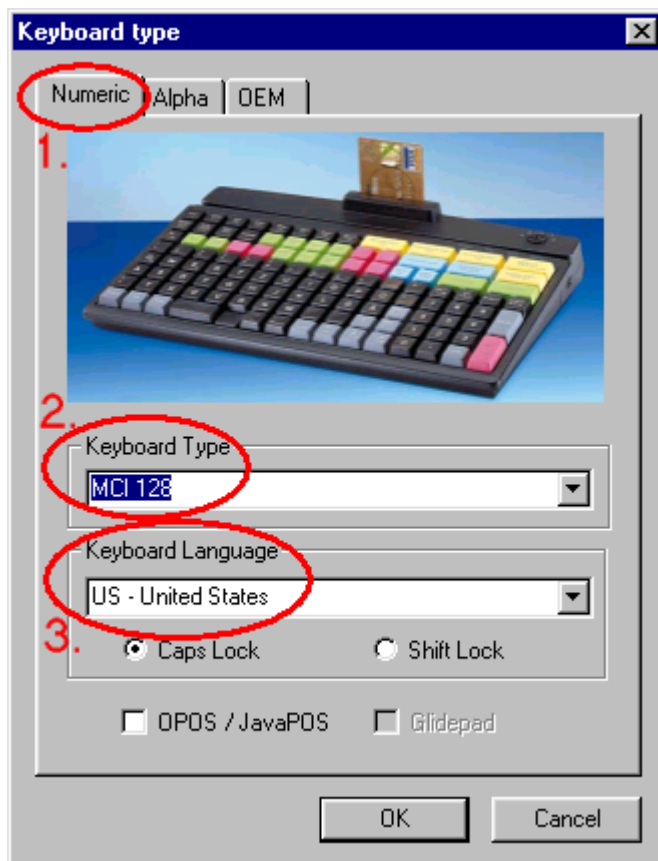 Keyboard type
Numeric Alpha OEM
1.
2.
Keyboard Type
MCI 128
Keyboard Language
US - United States
3.
Caps Lock Shift Lock
OPOS / JavaPOS Glidepad
OK Cancel